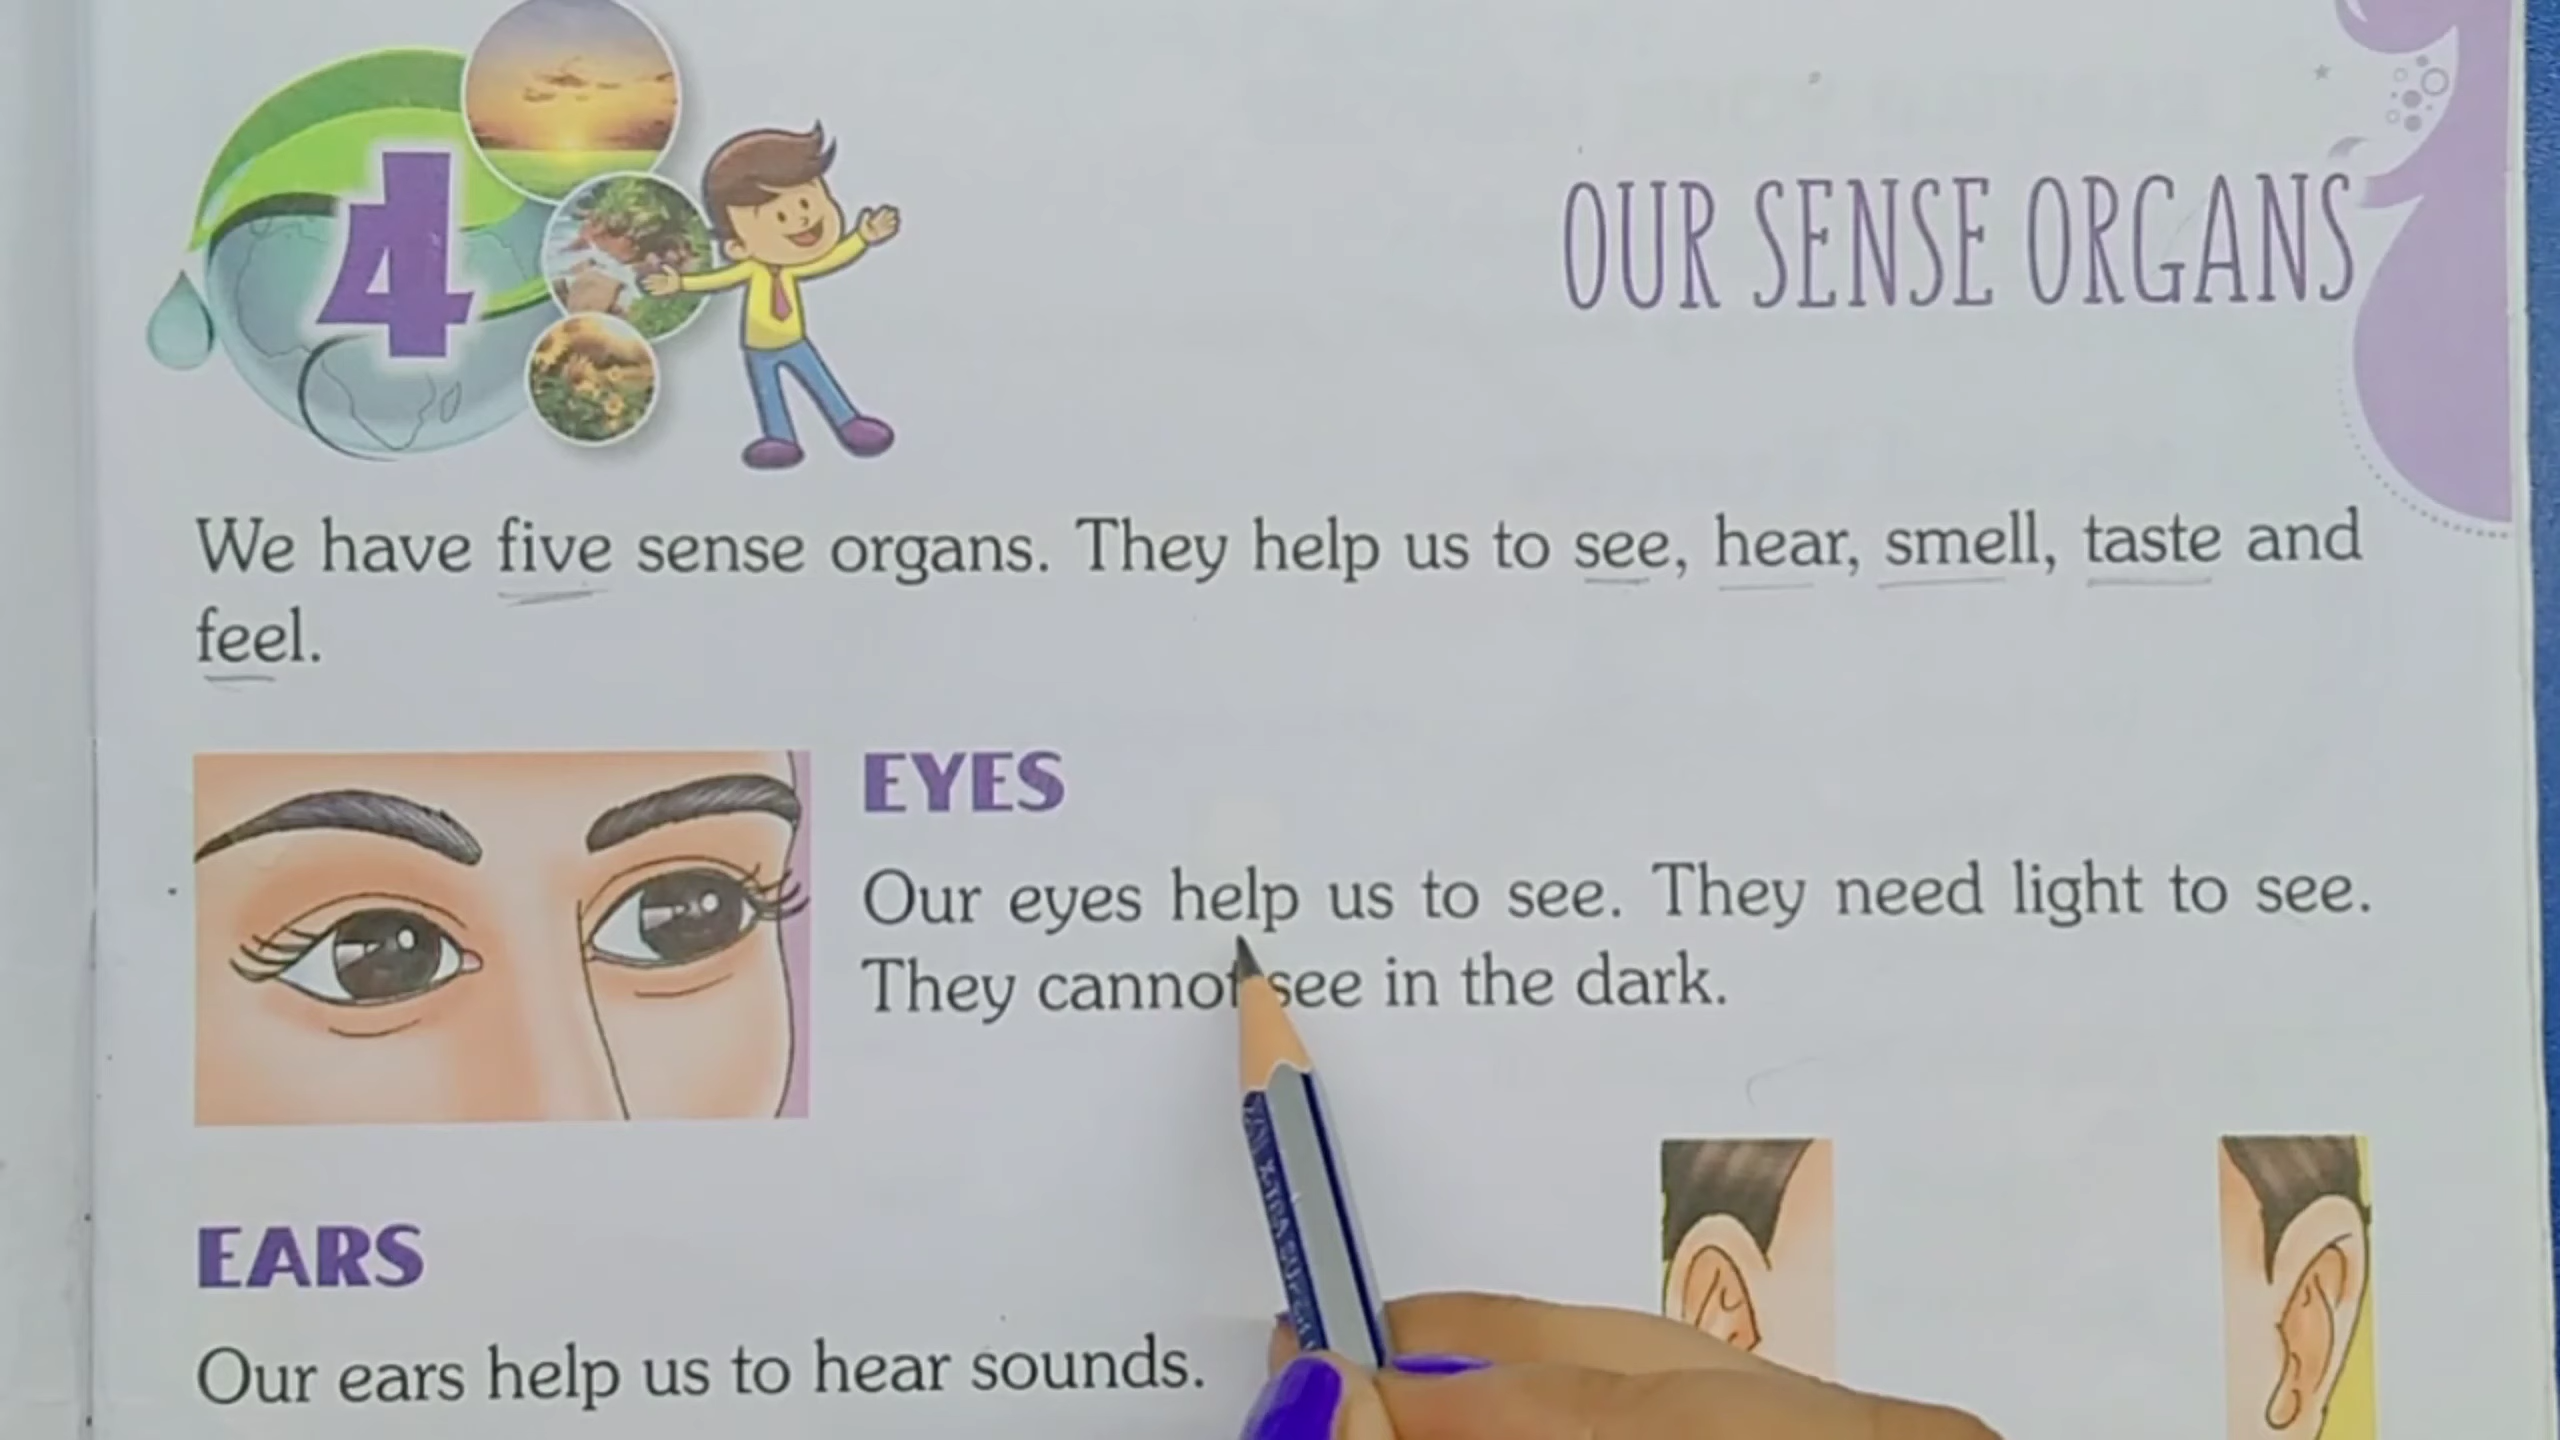 4
OUR SENSE ORGANS
We have five sense organs. They help us to see, hear, smell, taste and
feel.
EYES
Our eyes help us to see. They need light to see.
They cannot see in the dark.
EARS
Our ears help us to hear sounds.